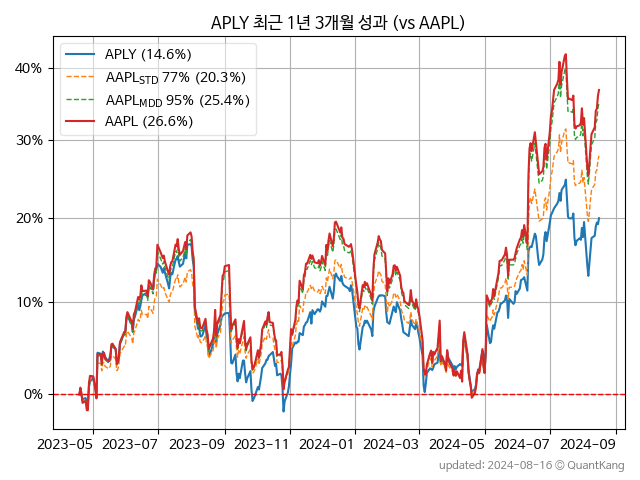 APLY 최근 1년 3개월 성과 (vs AAPL)
APLY (14.6%)
AAPL_STD 77% (20.3%)
AAPL_MDD 95% (25.4%)
AAPL (26.6%)
40%
30%
20%
10%
0%
2023-05 2023-07 2023-09 2023-11 2024-01 2024-03 2024-05 2024-07 2024-09
updated: 2024-08-16 © QuantKang